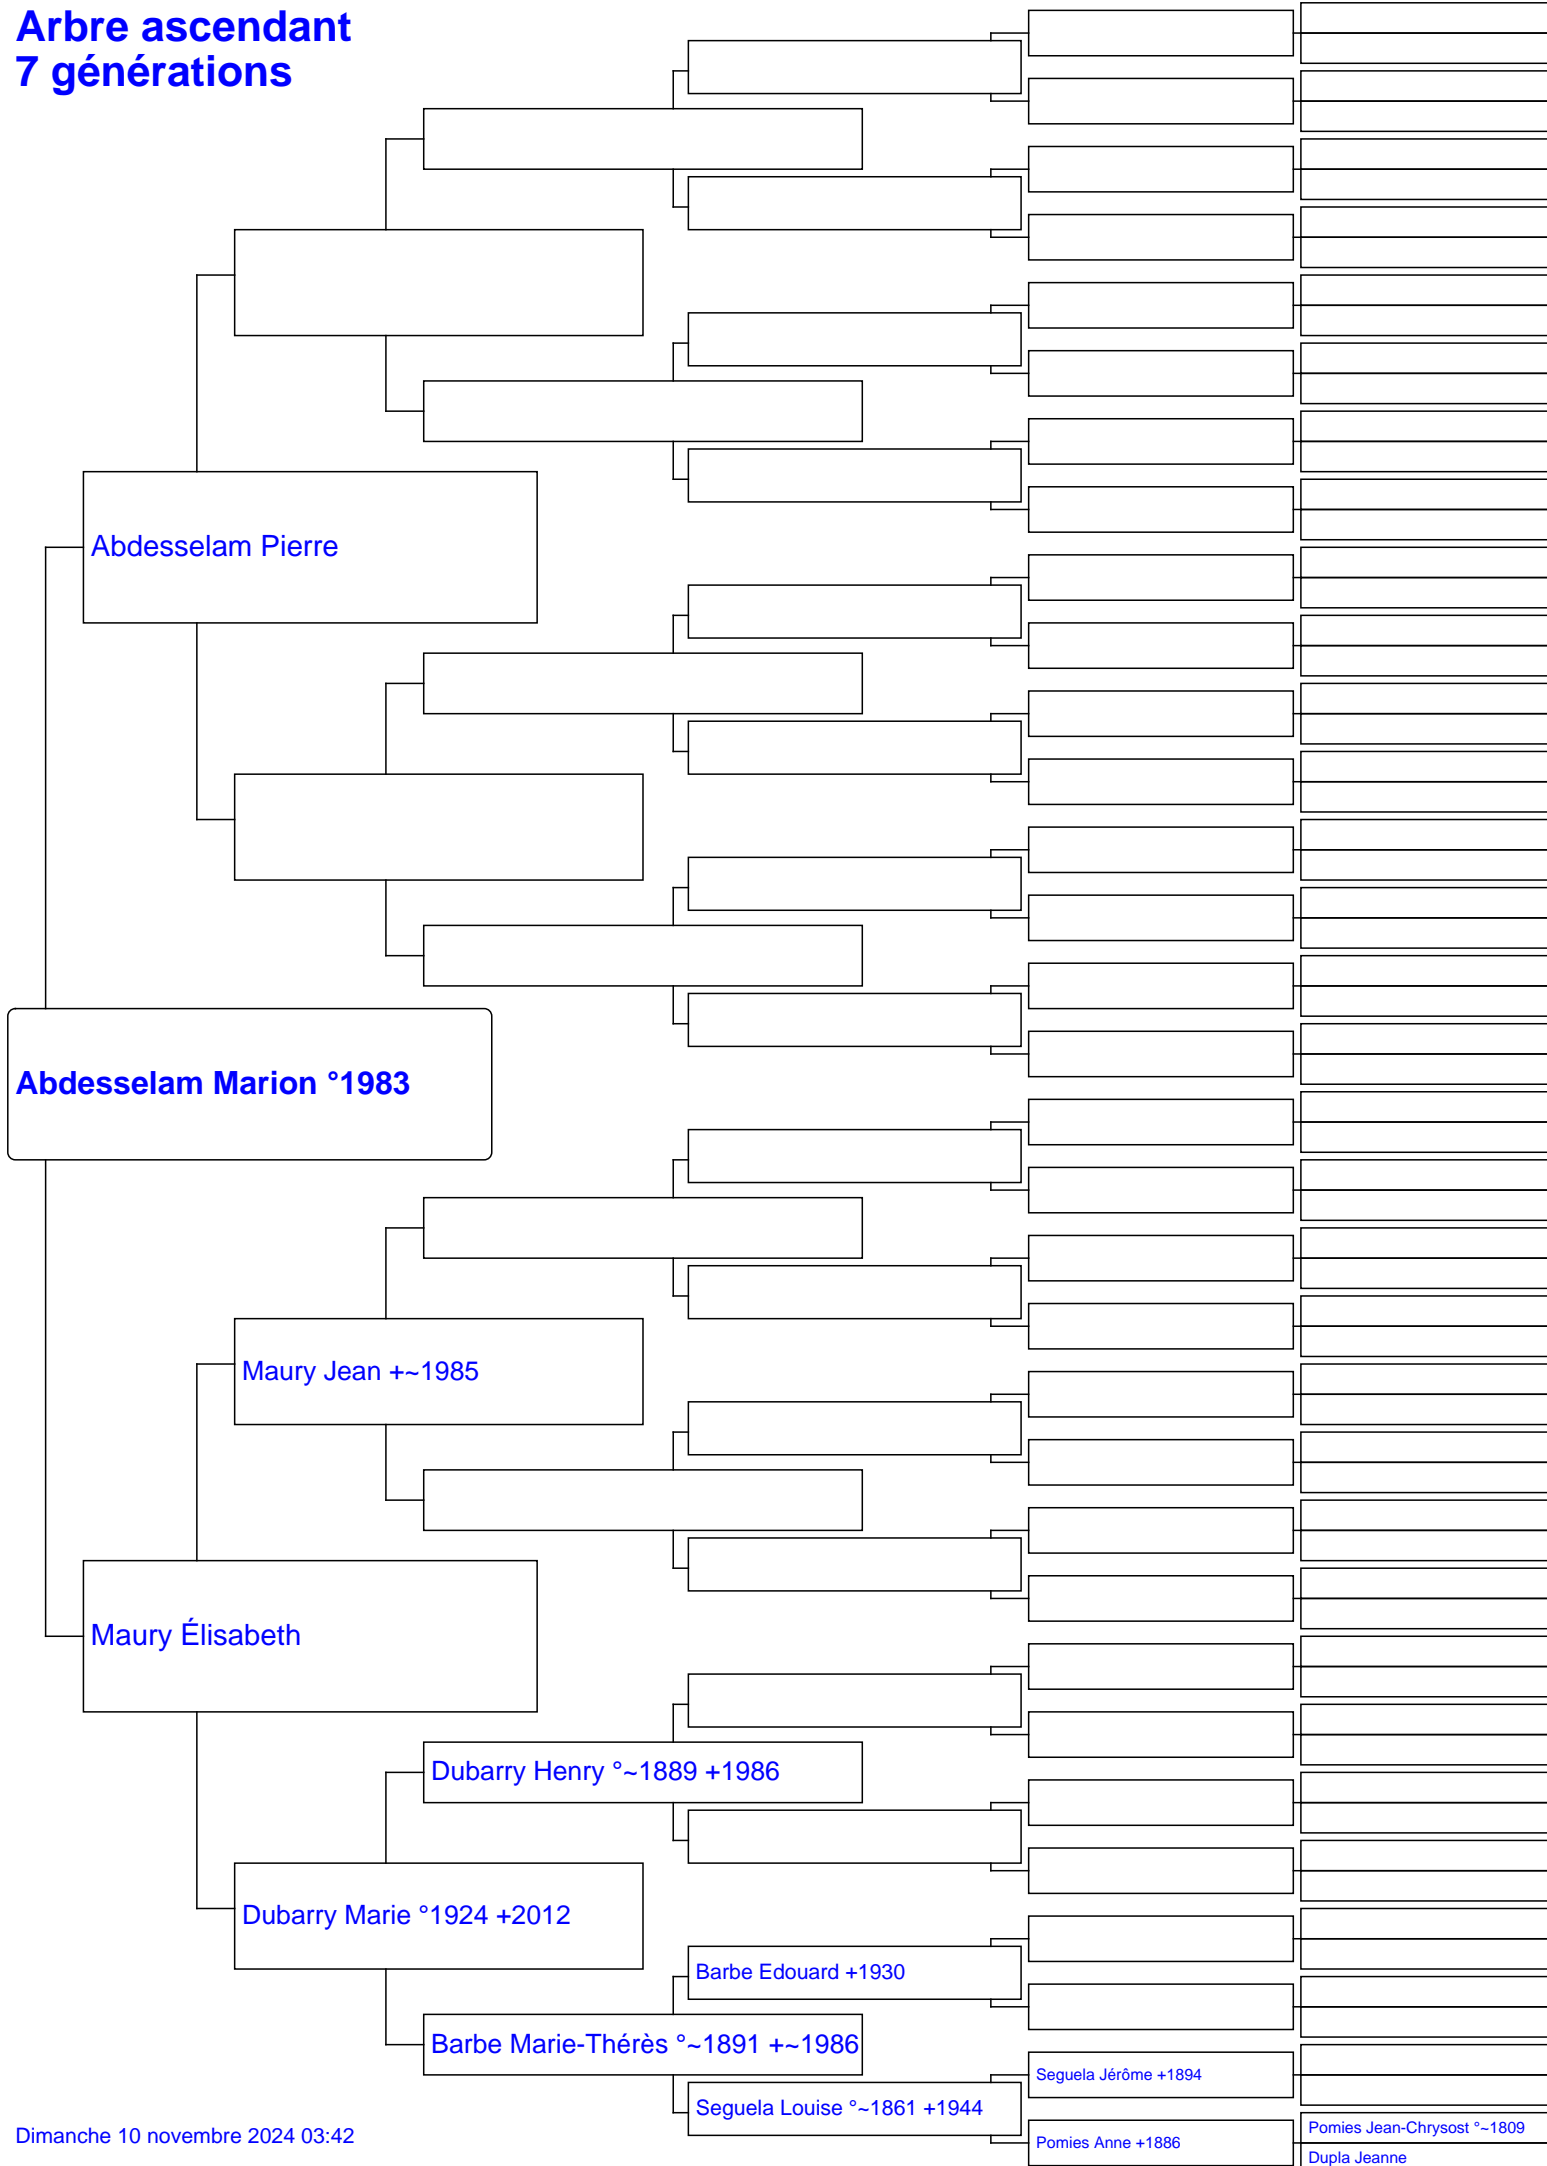 Arbre ascendant
7 générations
Abdesselam Pierre
Abdesselam Marion °1983
Maury Jean +~1985
Maury Élisabeth
Dubarry Henry °~1889 +1986
Dubarry Marie °1924 +2012
Barbe Edouard +1930
Barbe Marie-Thérès °~1891 +~1986
Seguela Jérôme +1894
Seguela Louise °~1861 +1944
Pomies Jean-Chrysost °~1809
Pomies Anne +1886
Dupla Jeanne
Dimanche 10 novembre 2024 03:42